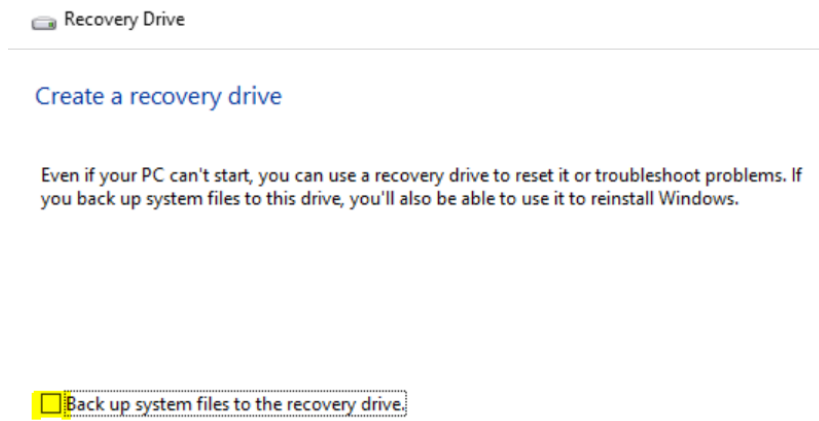 Recovery Drive
Create a recovery drive
Even if your PC can't start, you can use a recovery drive to reset it or troubleshoot problems. If
you back up system files to this drive, you'll also be able to use it to reinstall Windows.
Back up system files to the recovery drive.